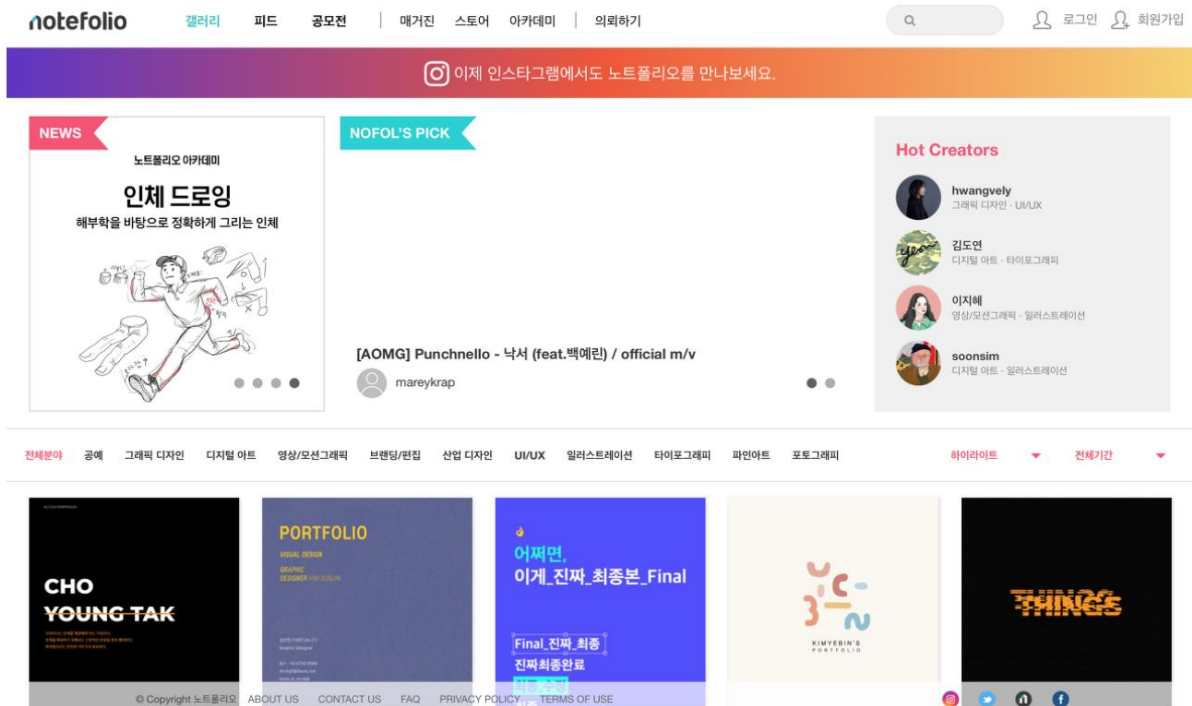 notefolio 갤러리 피드 공모전 매거진 스토어 아카데미 의뢰하기 로그인 회원가입
이제 인스타그램에서도 노트폴리오를 만나보세요.
NEWS
노트폴리오 아카데미
인체 드로잉
해부학을 바탕으로 정확하게 그리는 인체
NOFOL'S PICK
[AOMG] Punchnello - 낙서 (feat.백예린) / official m/v
mareykrap
Hot Creators
hwangvely
그래픽 디자인 · UI/UX
김도연
디지털 아트 · 타이포그래피
이지혜
영상/모션그래픽 · 일러스트레이션
soonsim
디지털 아트 · 일러스트레이션
전체분야 공예 그래픽 디자인 디지털 아트 영상/모션그래픽 브랜딩/편집 산업 디자인 UI/UX 일러스트레이션 타이포그래피 파인아트 포토그래피 하이라이트 전체기간
CHO
YOUNG TAK
PORTFOLIO
VISUAL DESIGN
GRAPHIC
DESIGNER
Graphic Designer
어쩌면,
이게_진짜_최종본_Final
Final_진짜_최종
진짜최종완료
KIMYEBIN'S
PORTFOLIO
THINGS
© Copyright 노트폴리오. ABOUT US CONTACT US FAQ PRIVACY POLICY TERMS OF USE